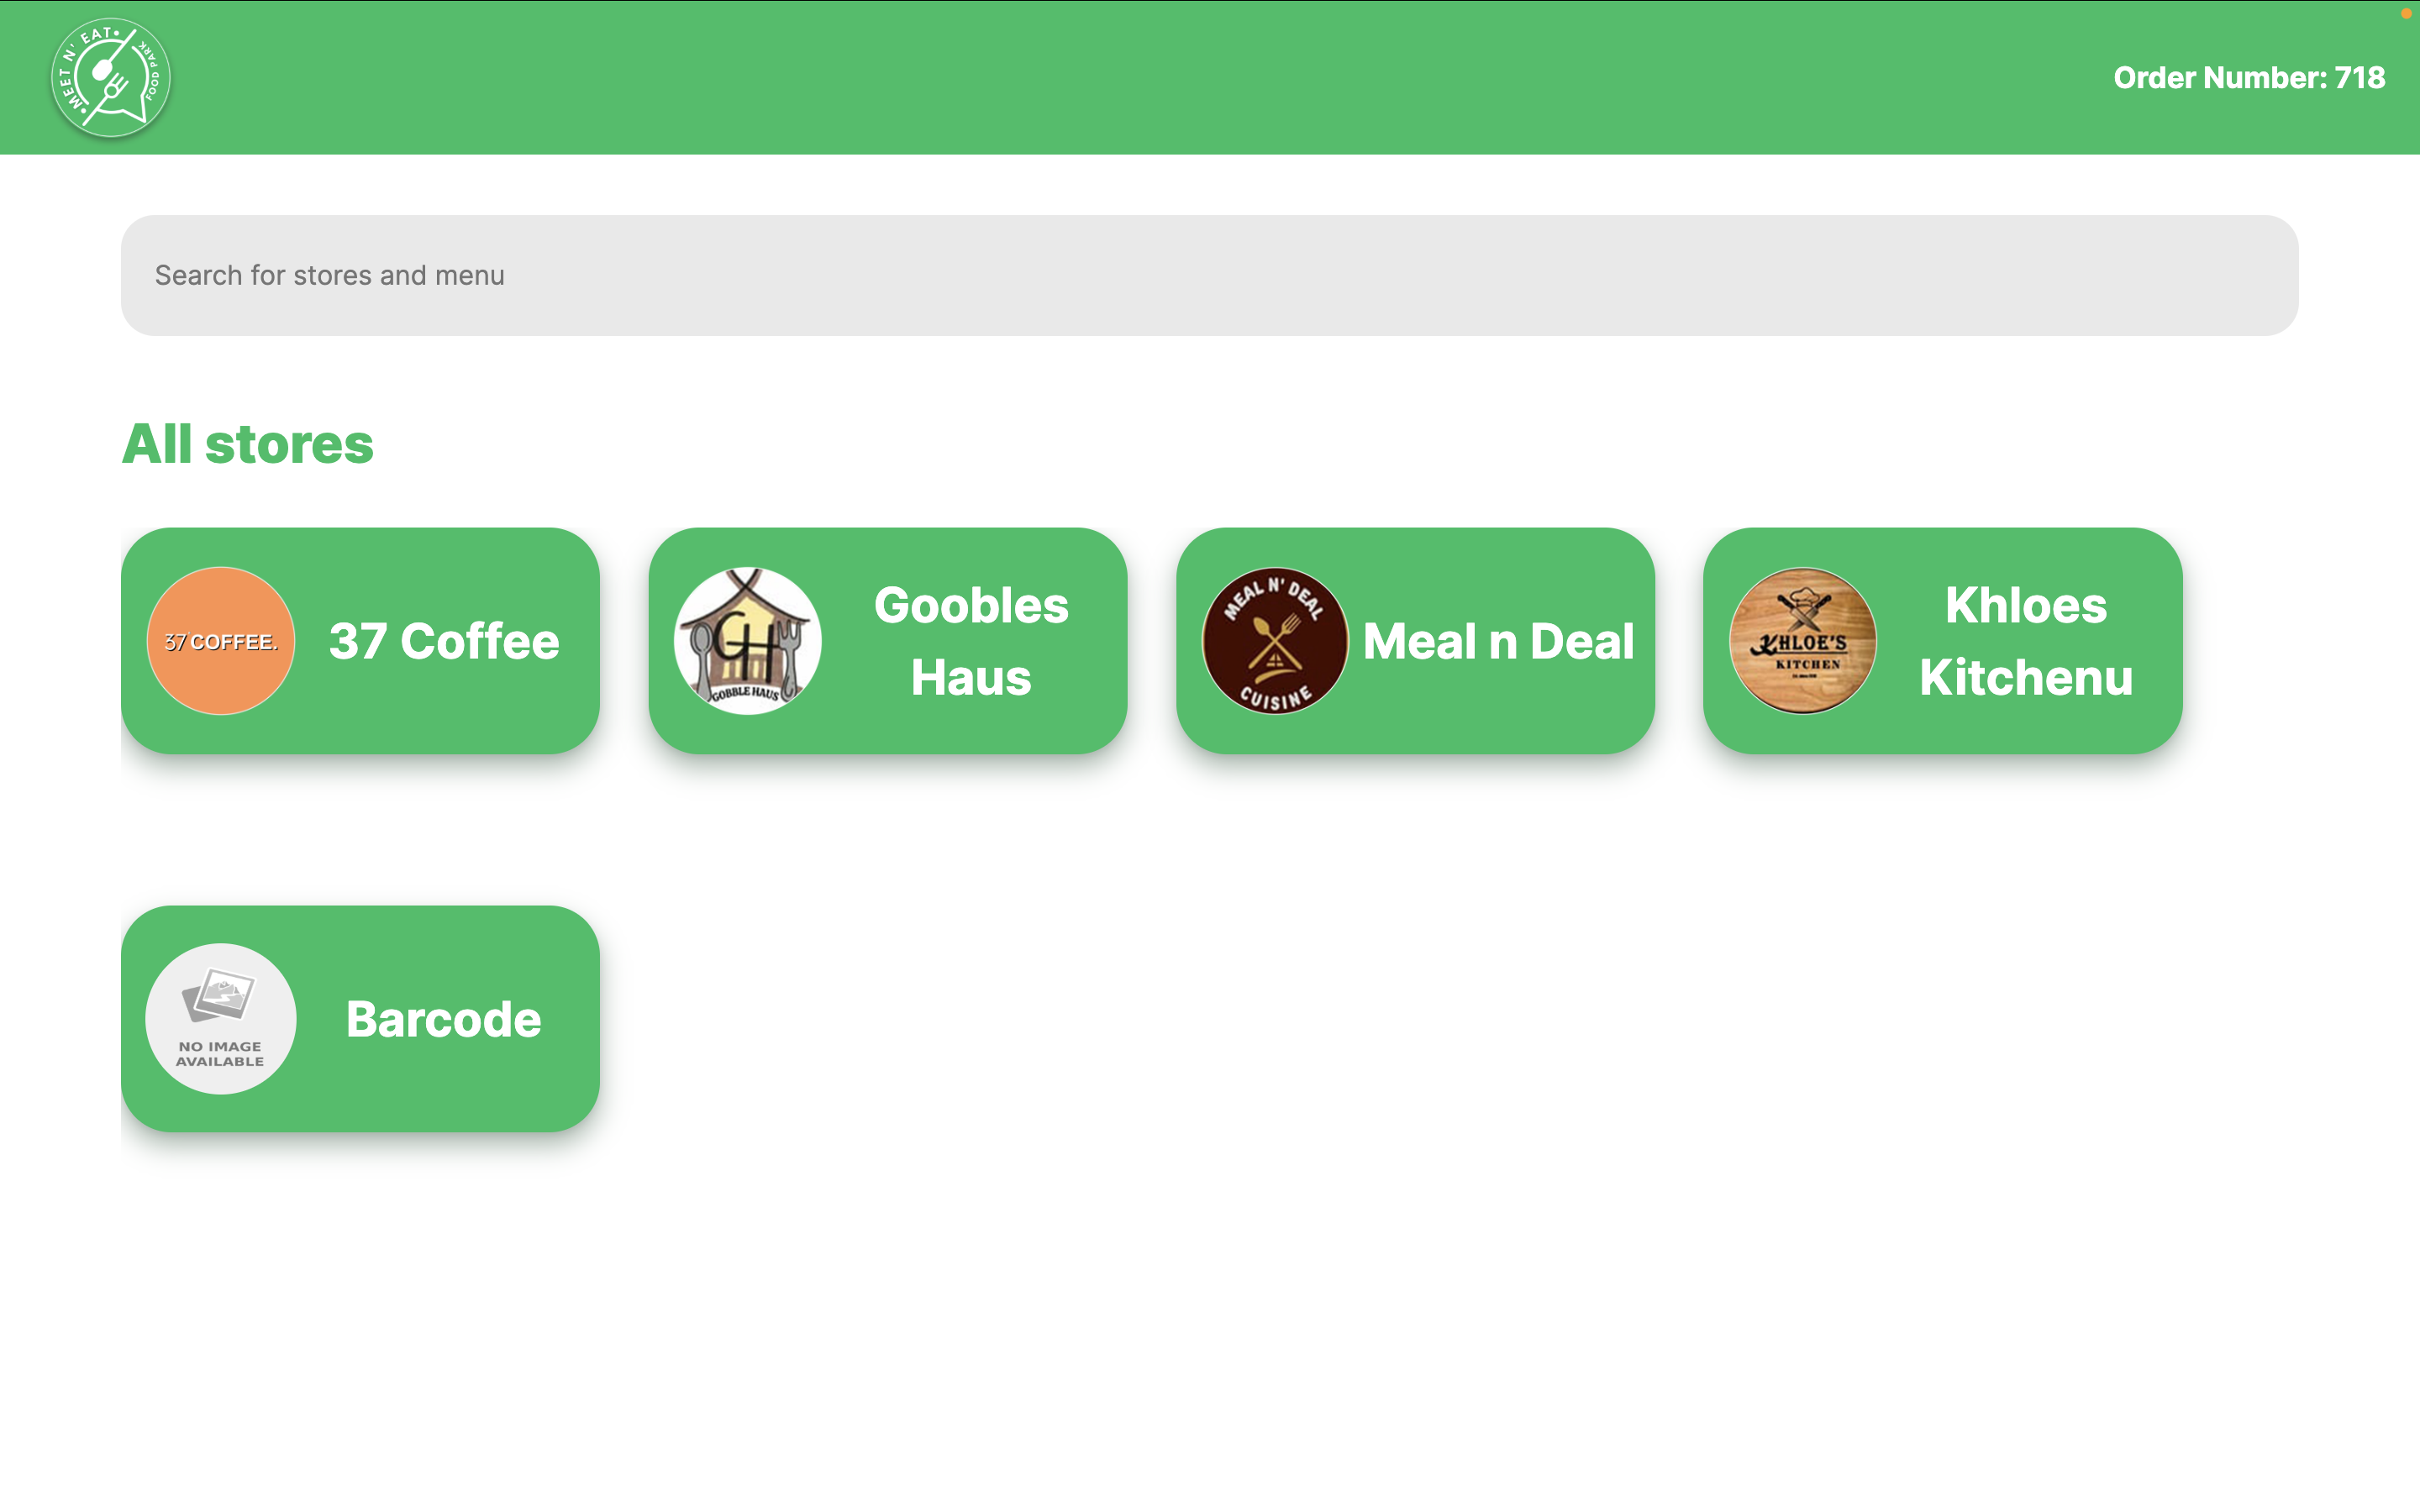 MEET N' EAT
FOOD PARK
Order Number: 718
Search for stores and menu
All stores
37°COFFEE.
37 Coffee
GH
GOBBLE HAUS
Goobles
Haus
MEAL N' DEAL
CUISINE
Meal n Deal
KHLOE'S
KITCHEN
Khloes
Kitchenu
NO IMAGE
AVAILABLE
Barcode